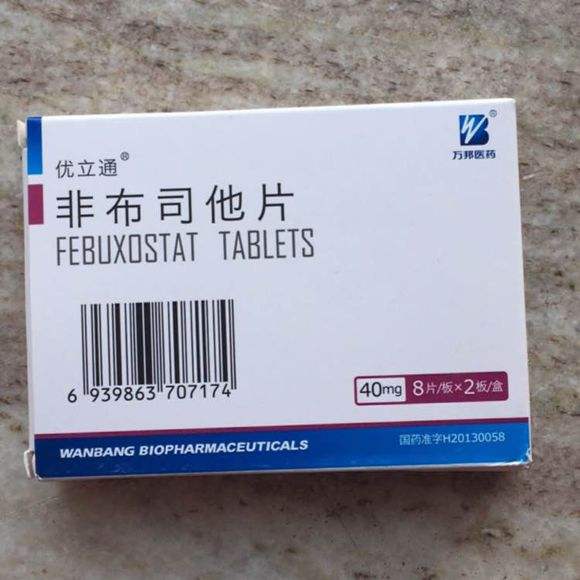 优立通®
非布司他片
FEBUXOSTAT TABLETS
®
万邦医药
6 939863 707174
40mg 8片/板×2板/盒
WANBANG BIOPHARMACEUTICALS
国药准字H20130058